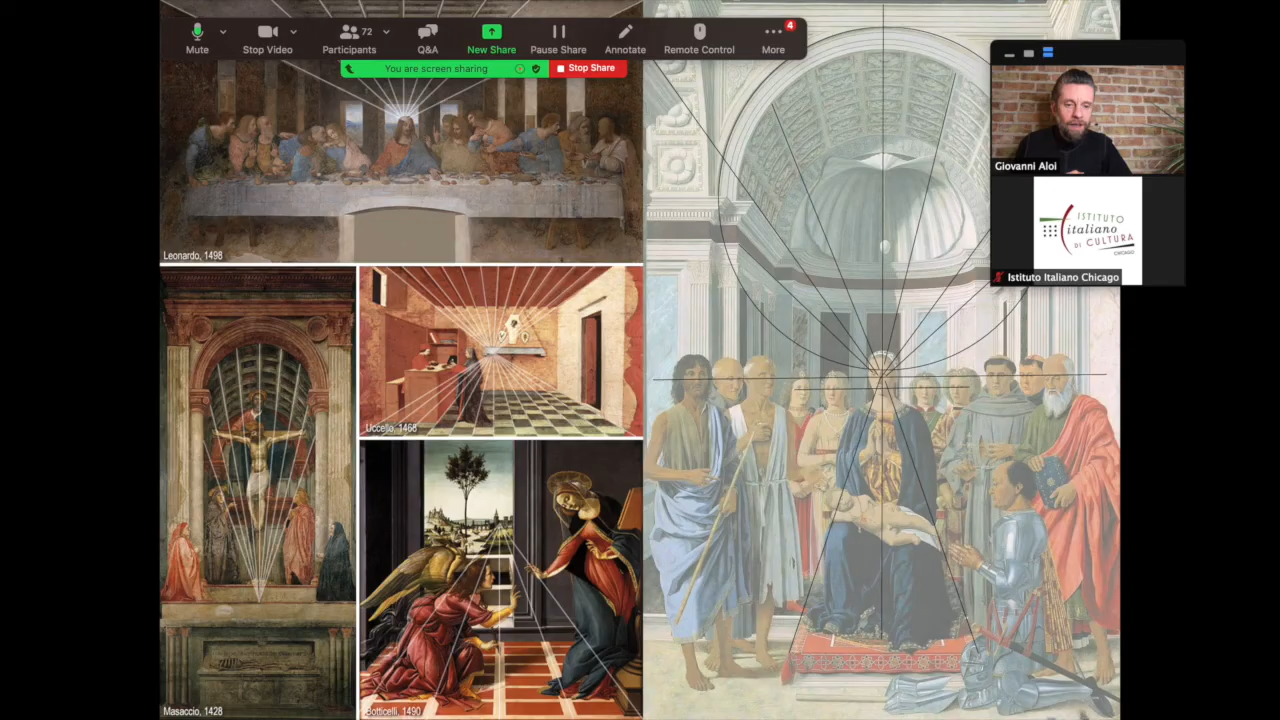 72
4
Mute
Stop Video
Participants
Q&A
New Share
Pause Share
Annotate
Remote Control
More
You are screen sharing
Stop Share
Giovanni Aloi
ISTITUTO
italiano
DI CULTURA
CHICAGO
Istituto Italiano Chicago
Leonardo, 1498
Uccello, 1468
Masaccio, 1428
Botticelli, 1490